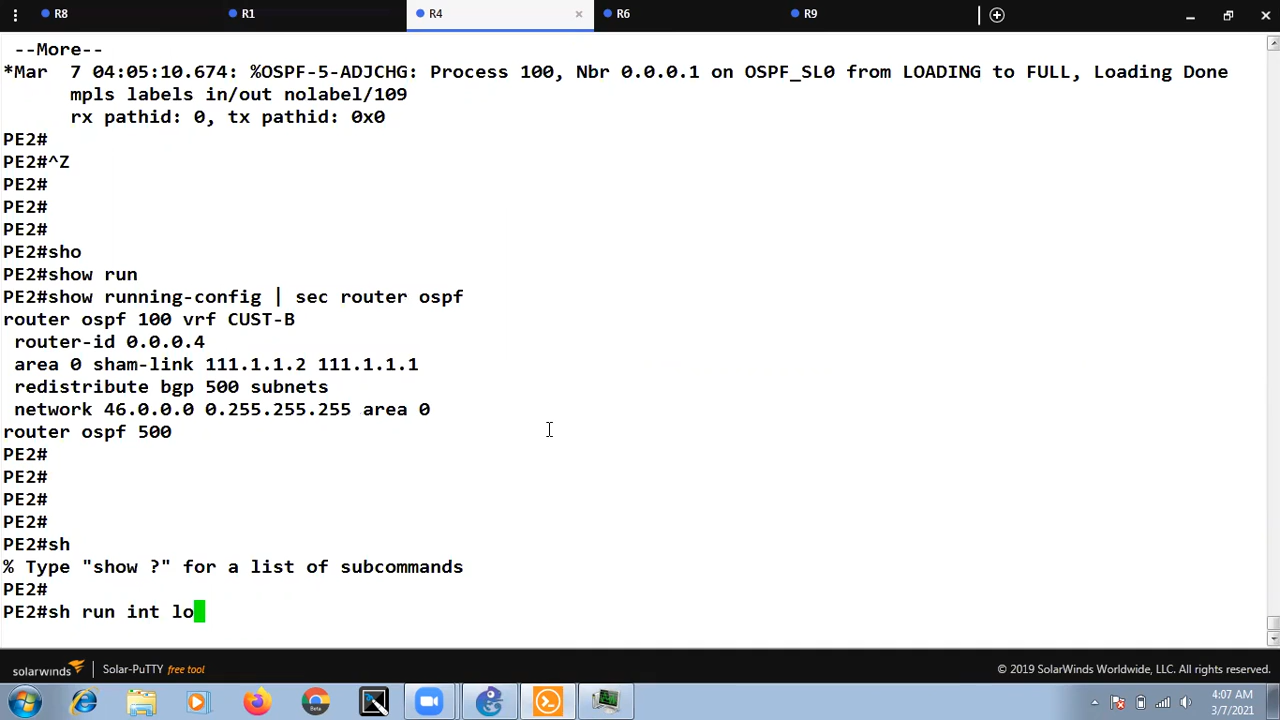 R8
R1
R4
R6
R9
--More--
*Mar  7 04:05:10.674: %OSPF-5-ADJCHG: Process 100, Nbr 0.0.0.1 on OSPF_SL0 from LOADING to FULL, Loading Done
mpls labels in/out nolabel/109
rx pathid: 0, tx pathid: 0x0
PE2#
PE2#^Z
PE2#
PE2#
PE2#
PE2#sho
PE2#show run
PE2#show running-config | sec router ospf
router ospf 100 vrf CUST-B
router-id 0.0.0.4
area 0 sham-link 111.1.1.2 111.1.1.1
redistribute bgp 500 subnets
network 46.0.0.0 0.255.255.255 area 0
router ospf 500
PE2#
PE2#
PE2#
PE2#
PE2#sh
% Type "show ?" for a list of subcommands
PE2#
PE2#sh run int lo
solarwinds | Solar-PuTTY free tool
© 2019 SolarWinds Worldwide, LLC. All rights reserved.
Beta
4:07 AM
3/7/2021